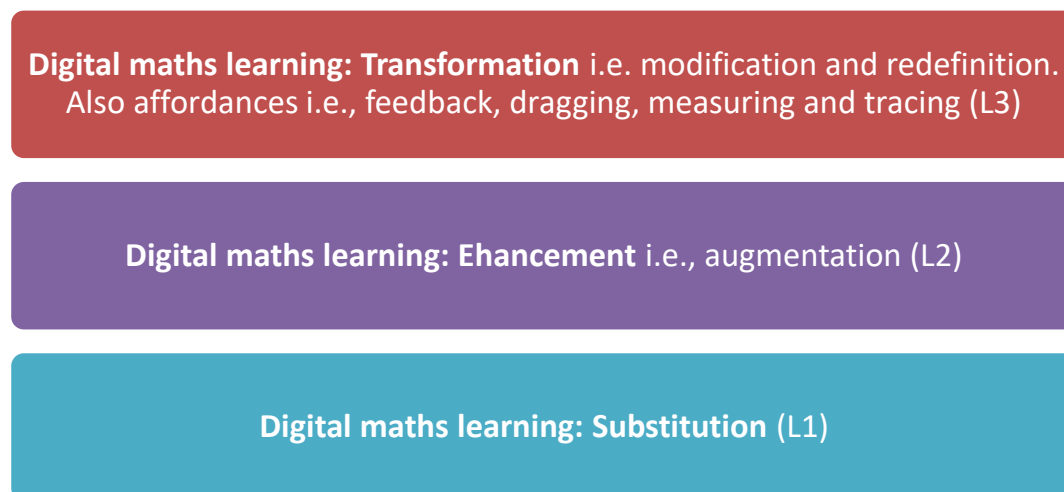 Digital maths learning: Transformation i.e. modification and redefinition.
Also affordances i.e., feedback, dragging, measuring and tracing (L3)
Digital maths learning: Ehancement i.e., augmentation (L2)
Digital maths learning: Substitution (L1)